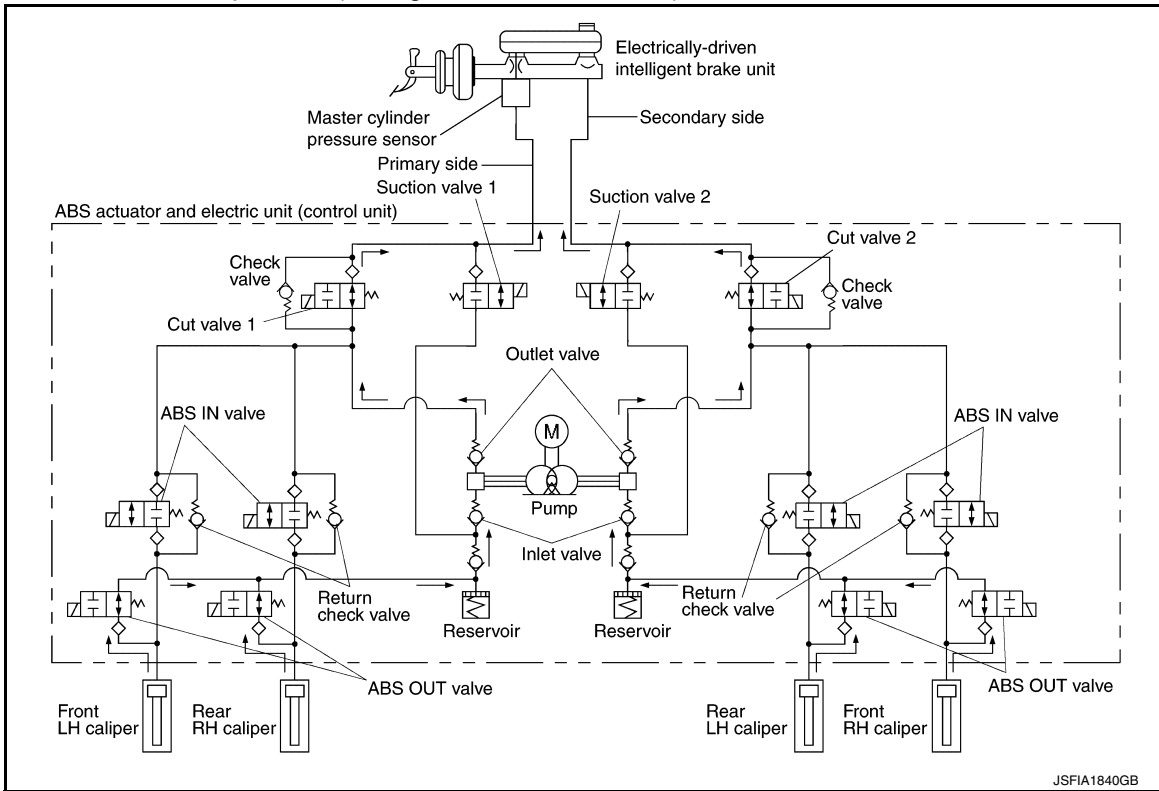 Electrically-driven
intelligent brake unit
Master cylinder
pressure sensor
Secondary side
Primary side
Suction valve 1
Suction valve 2
ABS actuator and electric unit (control unit)
Cut valve 2
Check
valve
Check
valve
Cut valve 1
Outlet valve
ABS IN valve
ABS IN valve
M
Pump
Inlet valve
Return
check valve
Return
check valve
Reservoir
Reservoir
ABS OUT valve
ABS OUT valve
Front
LH caliper
Rear
RH caliper
Rear
LH caliper
Front
RH caliper
JSFIA1840GB